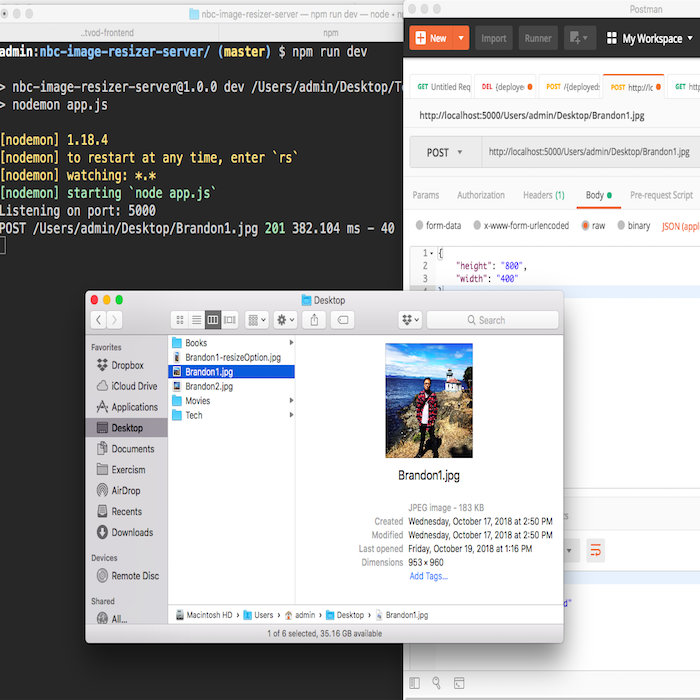 nbc-image-resizer-server — npm run dev — node •
..tvod-frontend
npm
admin:nbc-image-resizer-server/ (master) $ npm run dev
> nbc-image-resizer-server@1.0.0 dev /Users/admin/Desktop/Te
> nodemon app.js
[nodemon] 1.18.4
[nodemon] to restart at any time, enter `rs`
[nodemon] watching: *.*
[nodemon] starting `node app.js`
Listening on port: 5000
POST /Users/admin/Desktop/Brandon1.jpg 201 382.104 ms – 40
Postman
New
Import
Runner
My Workspace
GET Untitled Req
DEL {deploye
POST /{deployed
POST http://lc
GET http
http://localhost:5000/Users/admin/Desktop/Brandon1.jpg
POST
http://localhost:5000/Users/admin/Desktop/Brandon1.jpg
Params
Authorization
Headers (1)
Body
Pre-request Script
form-data
x-www-form-urlencoded
raw
binary
JSON (appl
1 {
2 "height": "800",
3 "width": "400"
Desktop
Search
Favorites
Dropbox
iCloud Drive
Applications
Desktop
Documents
Exercism
AirDrop
Recents
Downloads
Devices
Remote Disc
Shared
All...
Books
Brandon1-resizeOption.jpg
Brandon1.jpg
Brandon2.jpg
Movies
Tech
Brandon1.jpg
JPEG image - 183 KB
Created Wednesday, October 17, 2018 at 2:50 PM
Modified Wednesday, October 17, 2018 at 2:50 PM
Last opened Friday, October 19, 2018 at 1:16 PM
Dimensions 953 × 960
Add Tags...
Macintosh HD › Users › admin › Desktop › Brandon1.jpg
1 of 6 selected, 35.16 GB available